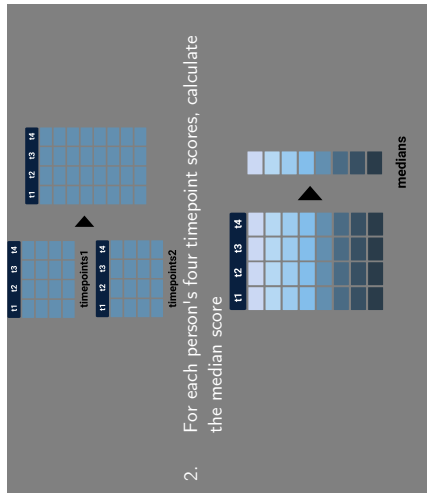 t1 t2 t3 t4
timepoints1
t1 t2 t3 t4
timepoints2
t1 t2 t3 t4
2. For each person's four timepoint scores, calculate
the median score
t1 t2 t3 t4
medians